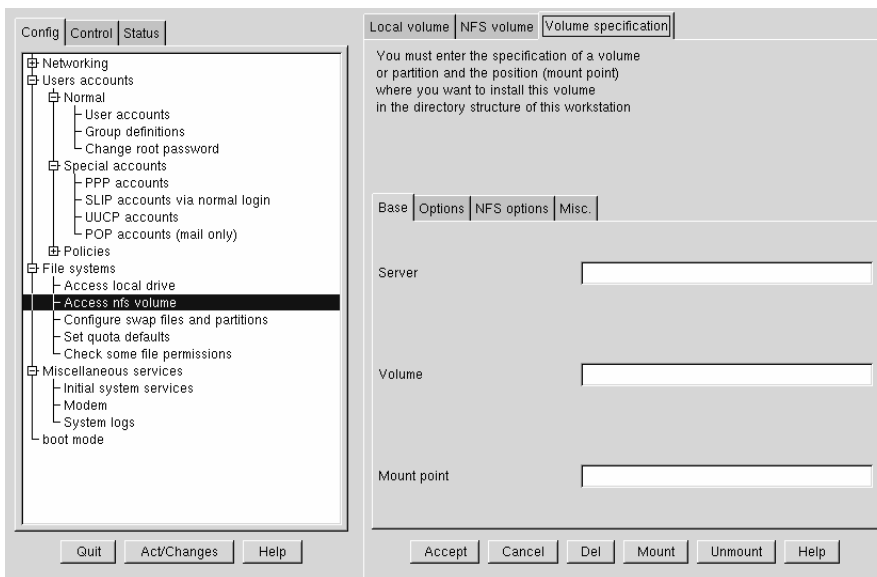 Config Control Status
Networking
Users accounts
Normal
User accounts
Group definitions
Change root password
Special accounts
PPP accounts
SLIP accounts via normal login
UUCP accounts
POP accounts (mail only)
Policies
File systems
Access local drive
Access nfs volume
Configure swap files and partitions
Set quota defaults
Check some file permissions
Miscellaneous services
Initial system services
Modem
System logs
boot mode
Quit Act/Changes Help
Local volume NFS volume Volume specification
You must enter the specification of a volume
or partition and the position (mount point)
where you want to install this volume
in the directory structure of this workstation
Base Options NFS options Misc.
Server
Volume
Mount point
Accept Cancel Del Mount Unmount Help